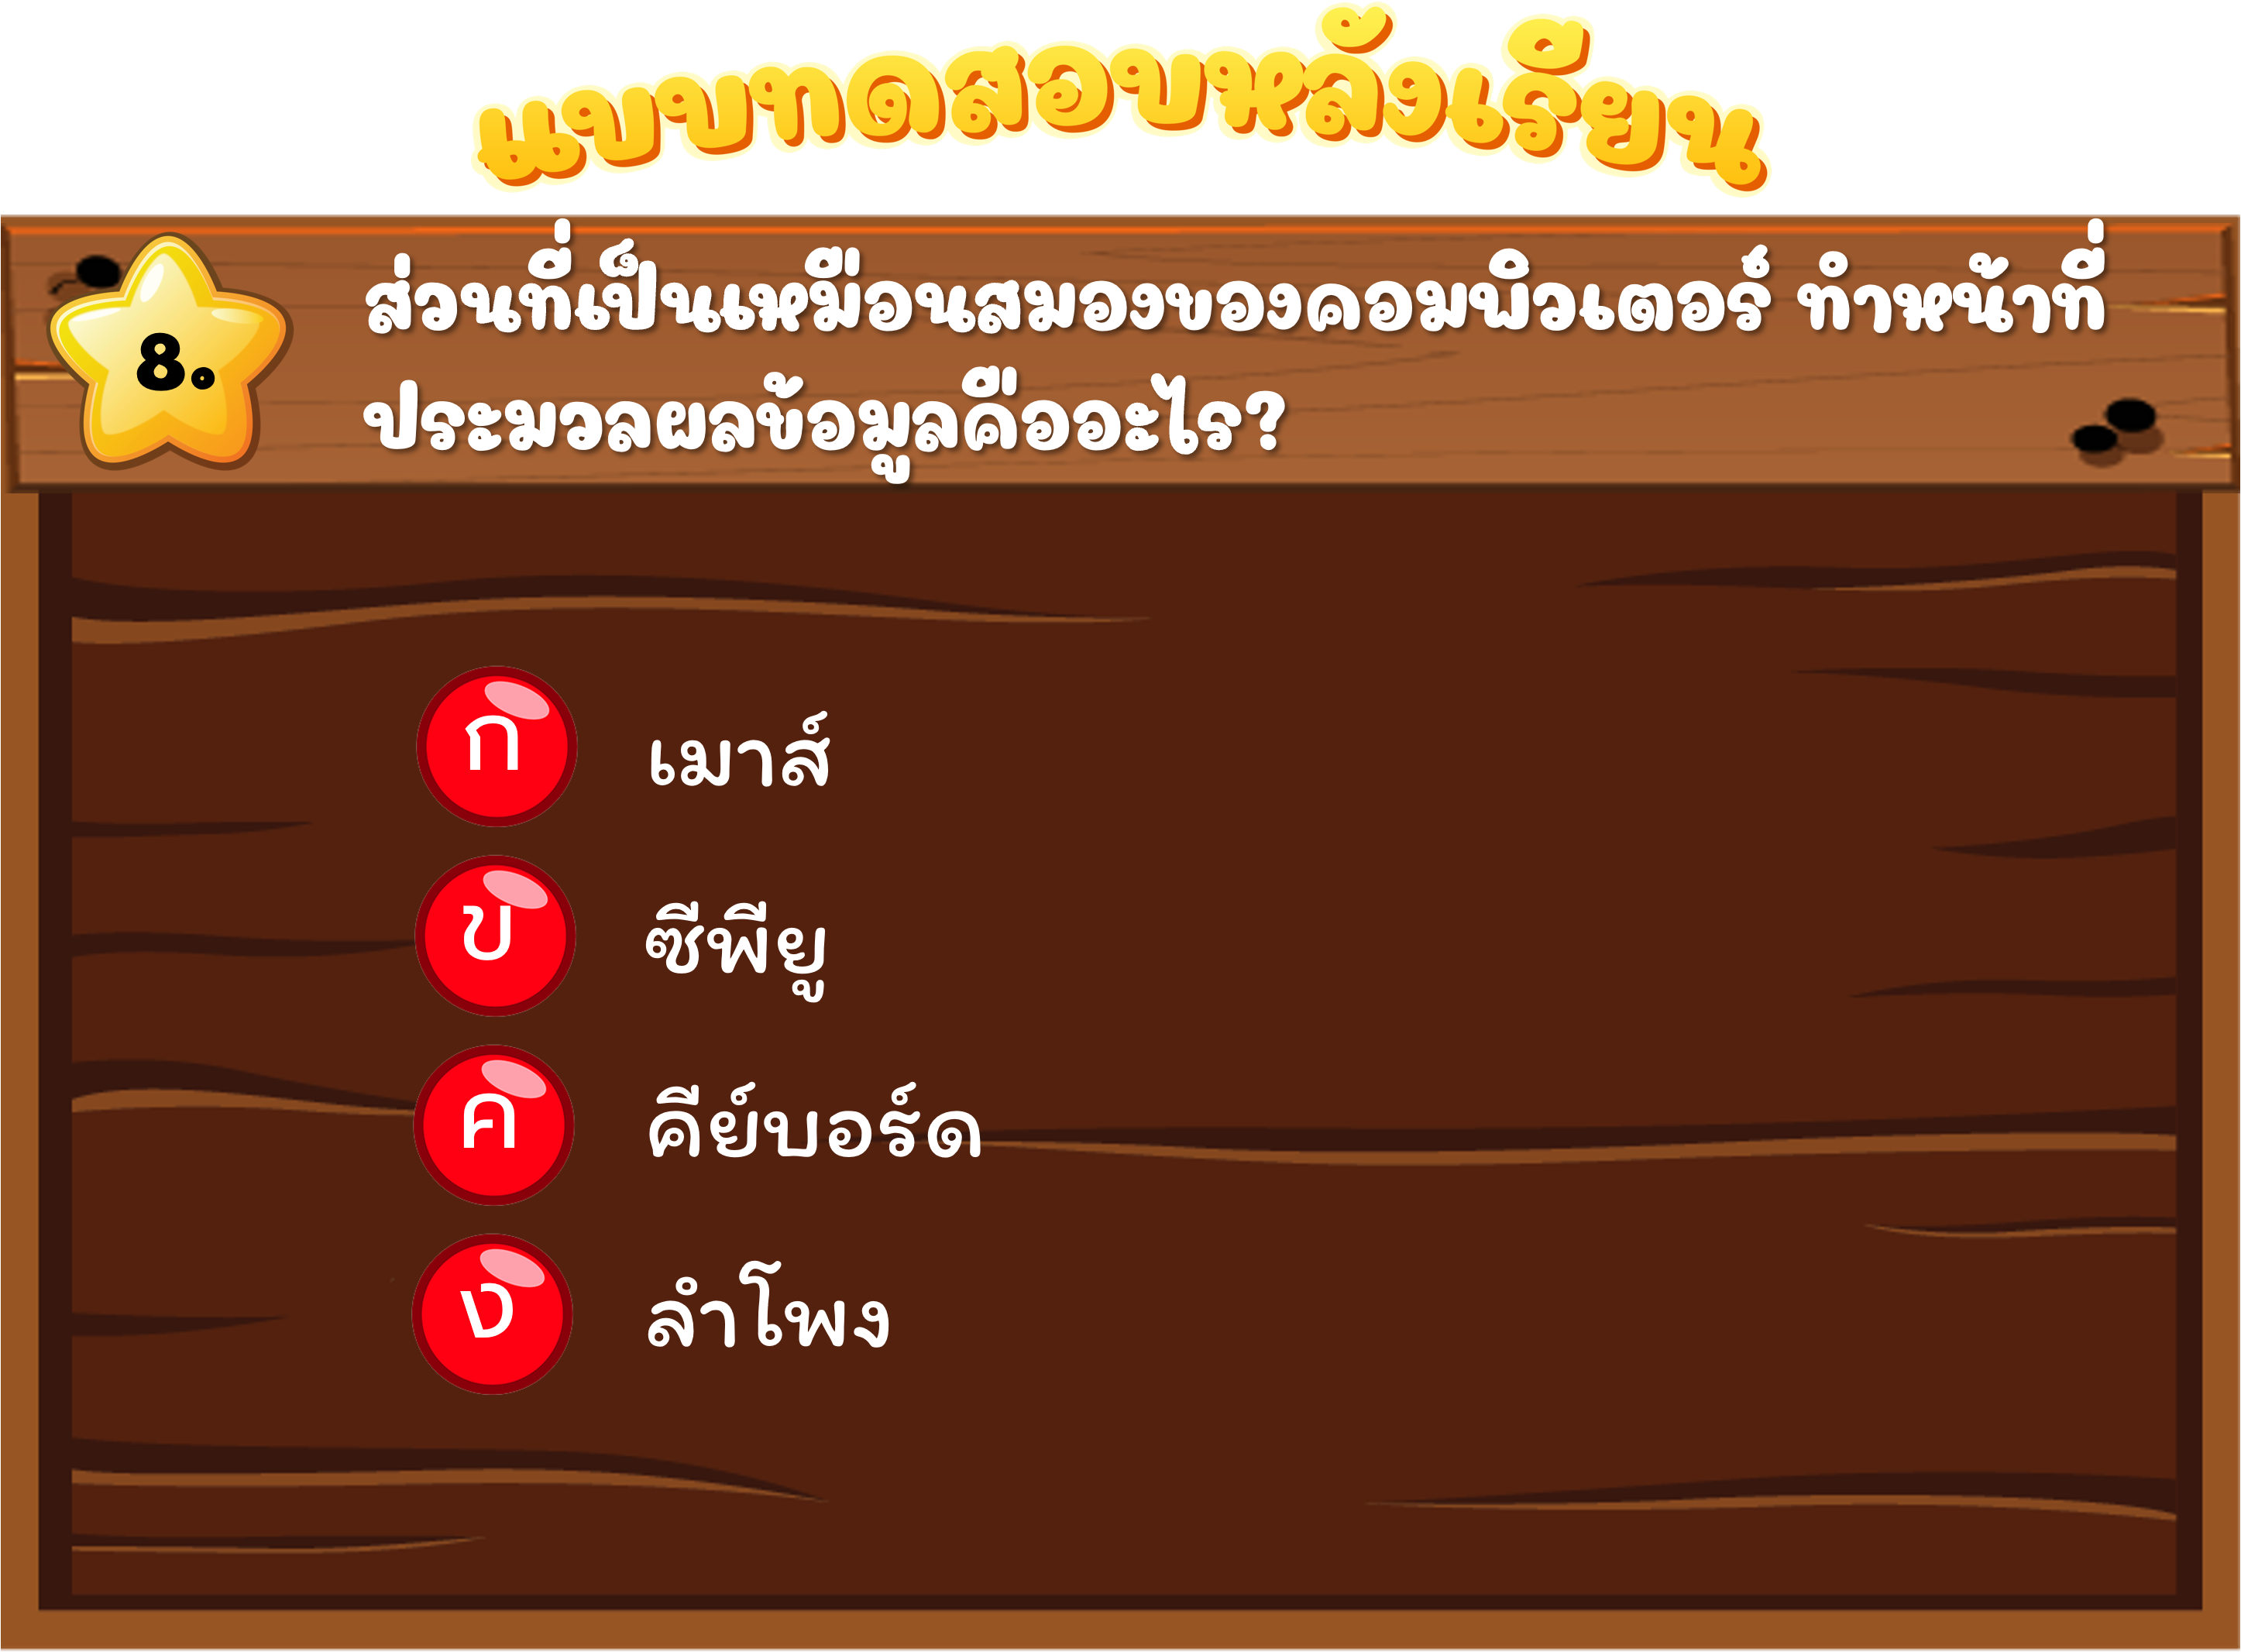 แบบทดสอบหลังเรียน
8. ส่วนที่เป็นเหมือนสมองของคอมพิวเตอร์ ทำหน้าที่
ประมวลผลข้อมูลคืออะไร?
ก เมาส์
ข ซีพียู
ค คีย์บอร์ด
ง ลำโพง